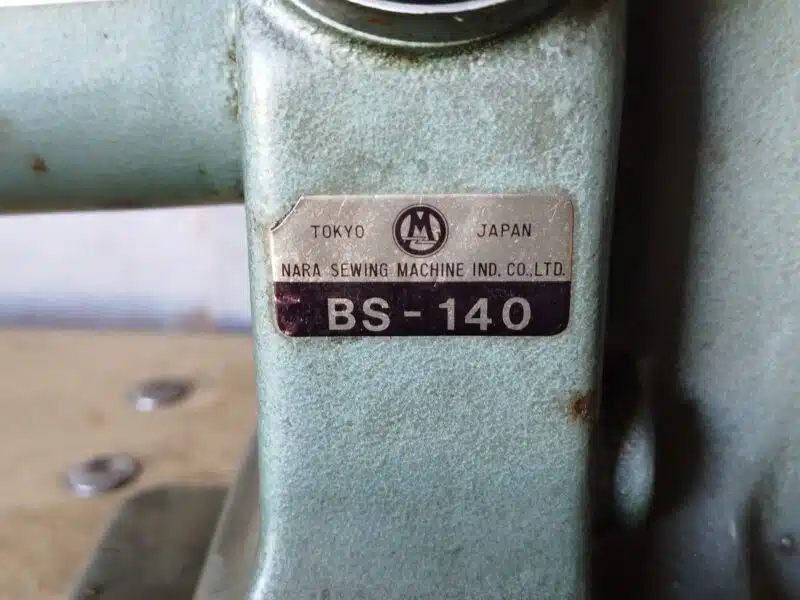 TOKYO M JAPAN
NARA SEWING MACHINE IND. CO.,LTD.
BS-140